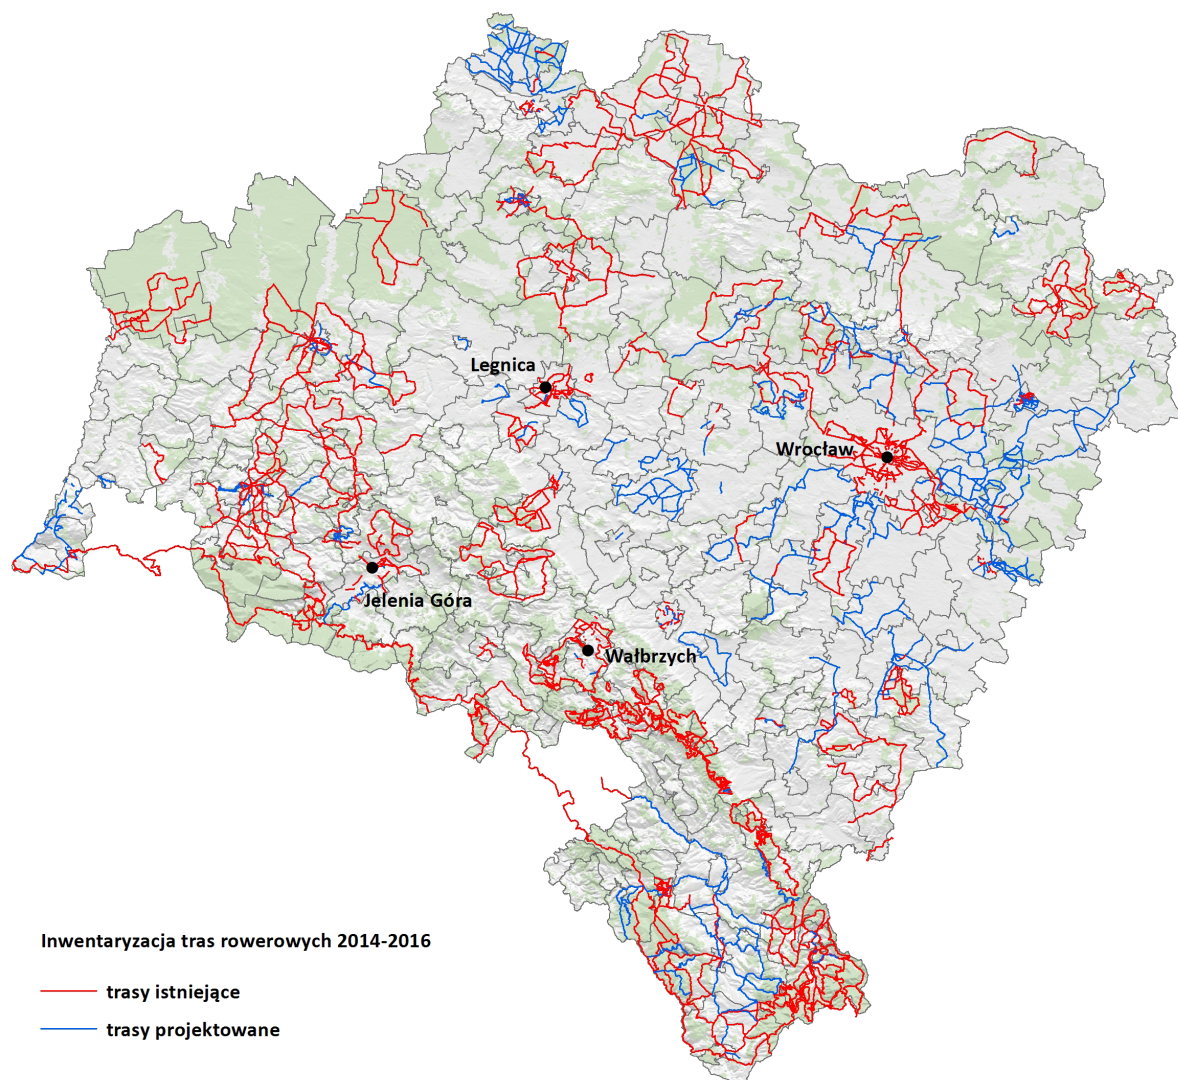 Legnica
Wrocław
Jelenia Góra
Wałbrzych
Inwentaryzacja tras rowerowych 2014-2016
trasy istniejące
trasy projektowane